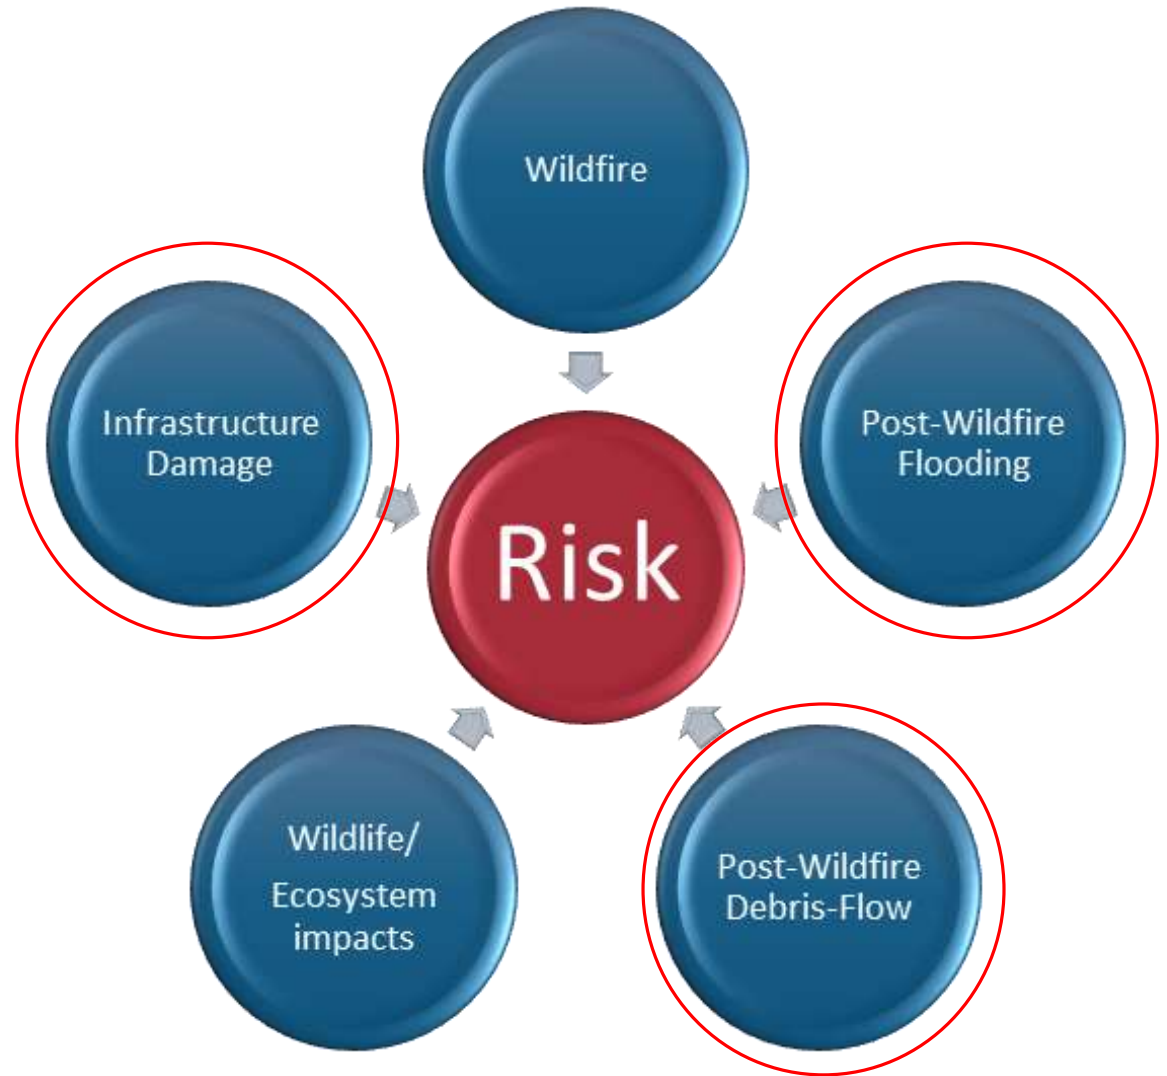 Wildfire
Infrastructure
Damage
Post-Wildfire
Flooding
Risk
Wildlife/
Ecosystem
impacts
Post-Wildfire
Debris-Flow